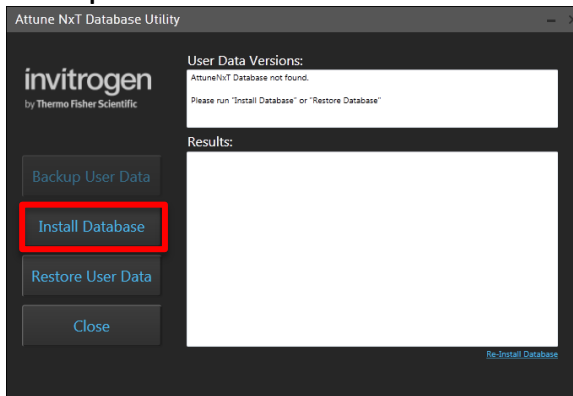 Attune NxT Database Utility
invitrogen
by Thermo Fisher Scientific
User Data Versions:
AttuneNxT Database not found.
Please run "Install Database" or "Restore Database"
Results:
Backup User Data
Install Database
Restore User Data
Close
Re-Install Database